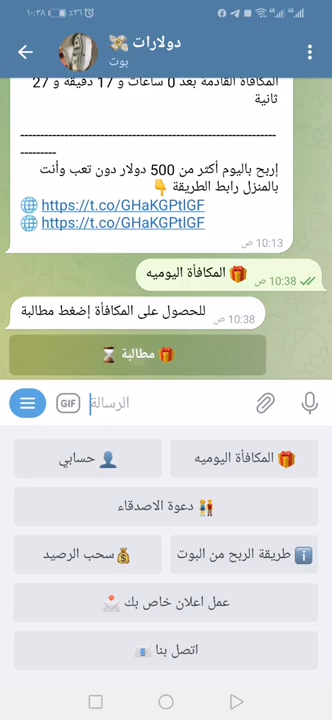 ١٠:٣٨ ٣٦٪
دولارات 💸
بوت
المكافأة القادمة بعد 0 ساعات و 17 دقيقة و 27
ثانية
----------------------------------------------------
---------
إربح باليوم أكثر من 500 دولار دون تعب وأنت
بالمنزل رابط الطريقة 👇
🌐 https://t.co/GHaKGPtlGF
🌐 https://t.co/GHaKGPtlGF
10:13 ص
🎁 المكافأة اليوميه
10:38 ص
للحصول على المكافأة إضغط مطالبة
10:38 ص
🎁 مطالبة ⌛
الرسالة
GIF
🎁 المكافأة اليوميه
👤 حسابي
👫 دعوة الاصدقاء
ℹ️ طريقة الربح من البوت
💰سحب الرصيد
عمل اعلان خاص بك 📩
اتصل بنا 📧